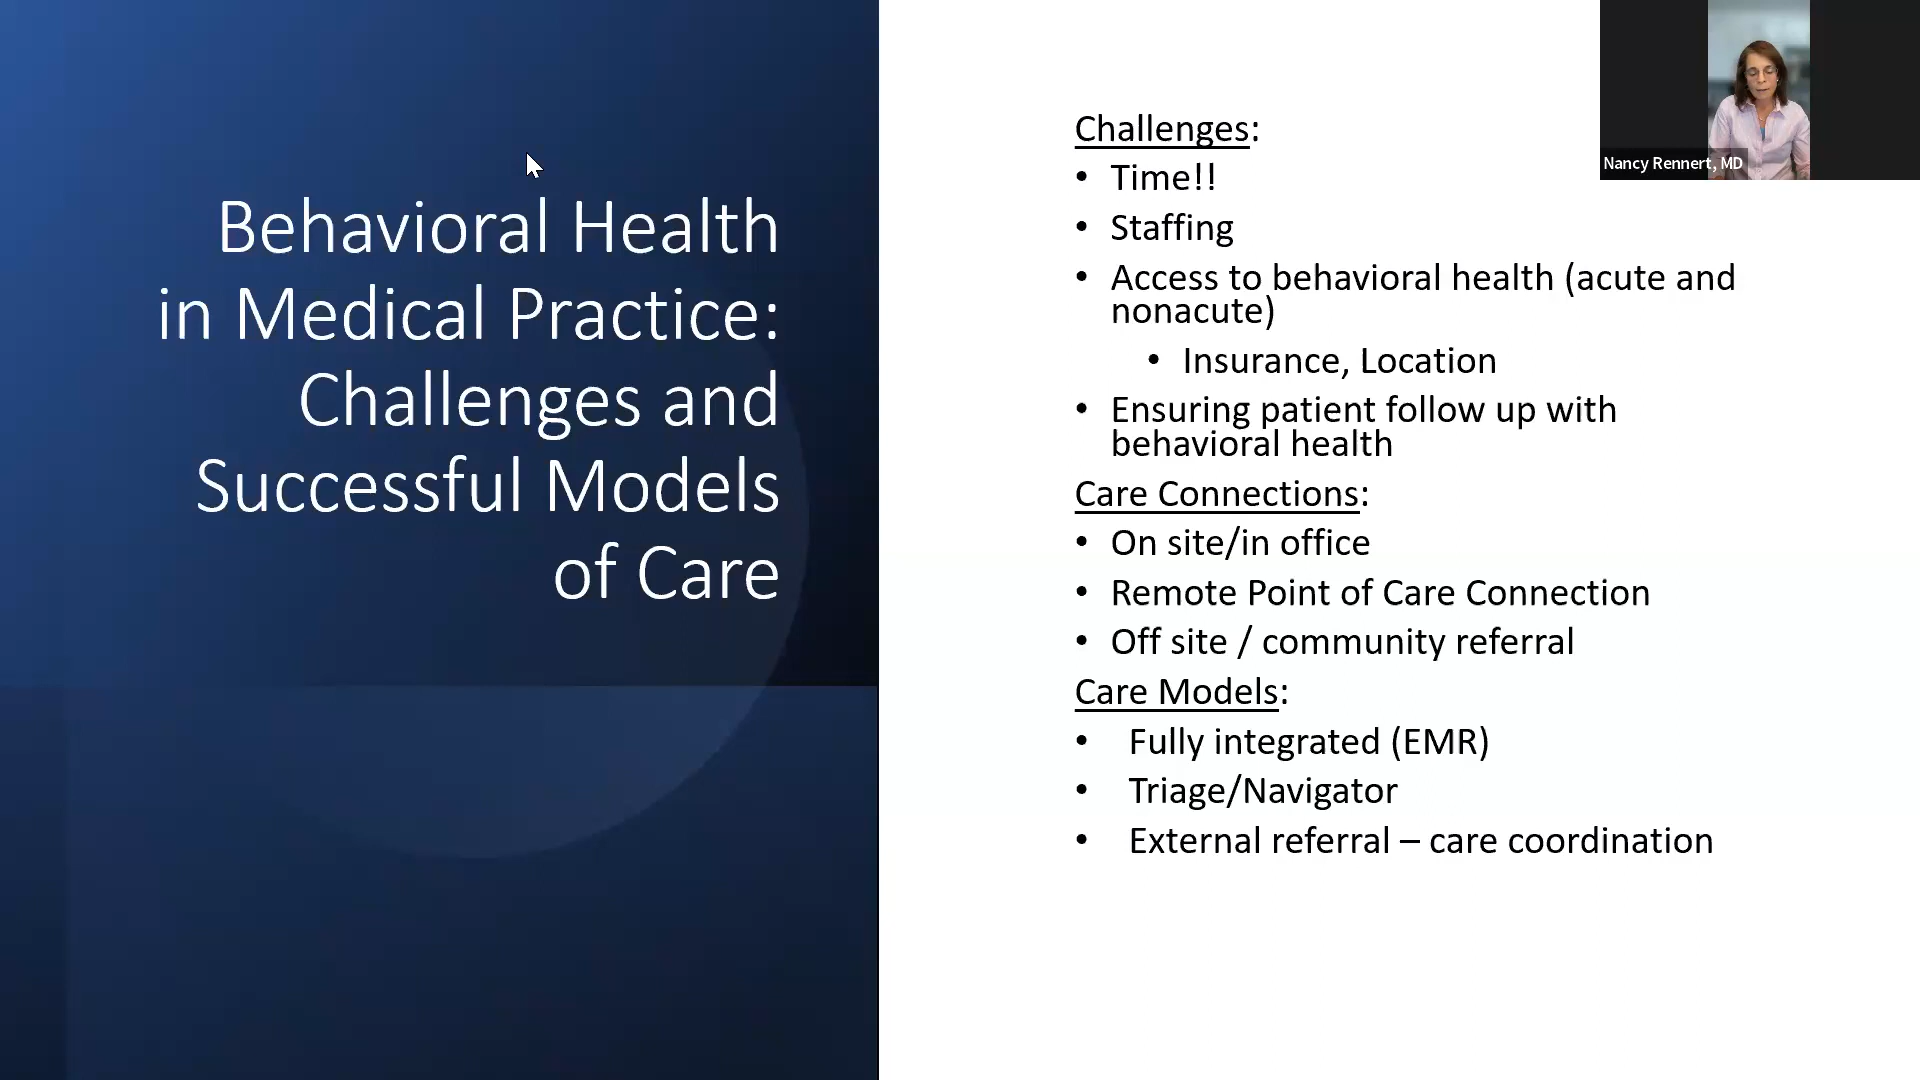 Behavioral Health
in Medical Practice:
Challenges and
Successful Models
of Care
Challenges:
• Time!!
• Staffing
• Access to behavioral health (acute and
nonacute)
• Insurance, Location
• Ensuring patient follow up with
behavioral health
Care Connections:
• On site/in office
• Remote Point of Care Connection
• Off site / community referral
Care Models:
• Fully integrated (EMR)
• Triage/Navigator
• External referral – care coordination
Nancy Rennert, MD